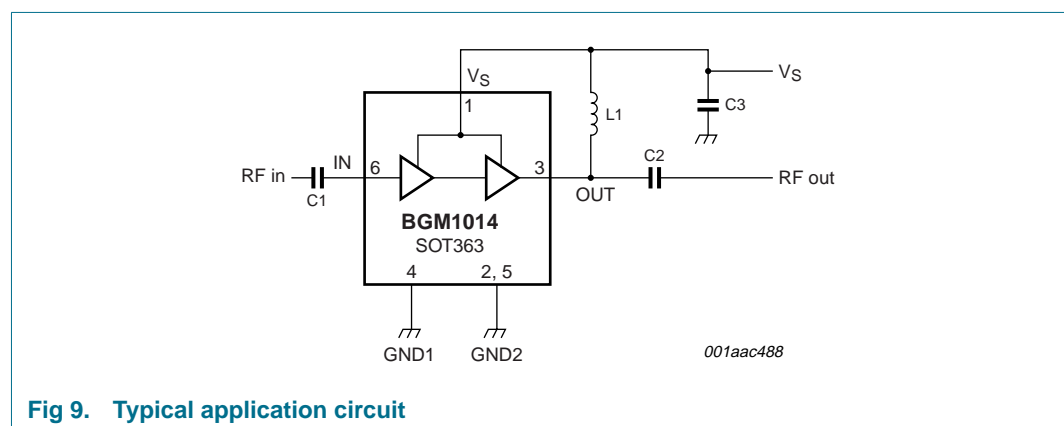 VS
VS
1
L1
C3
C2
IN
6
3
RF in
RF out
C1
OUT
BGM1014
SOT363
4
2, 5
GND1
GND2
001aac488
Fig 9. Typical application circuit